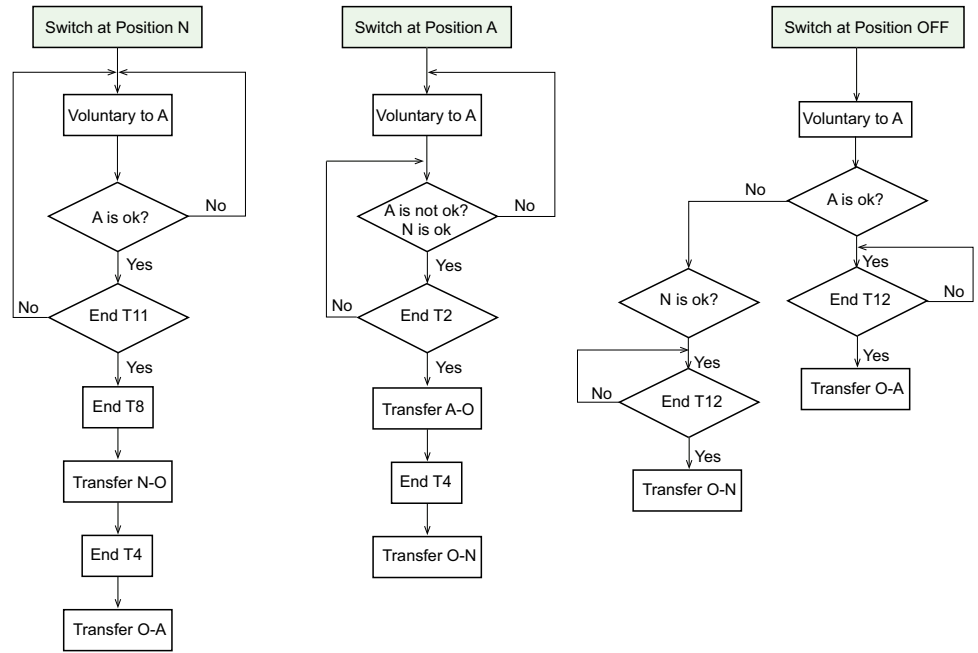 Switch at Position N
Voluntary to A
A is ok?
No
Yes
No
End T11
Yes
End T8
Transfer N-O
End T4
Transfer O-A
Switch at Position A
Voluntary to A
A is not ok?
N is ok
No
Yes
No
End T2
Yes
Transfer A-O
End T4
Transfer O-N
Switch at Position OFF
Voluntary to A
No
A is ok?
Yes
End T12
No
Yes
Transfer O-A
N is ok?
Yes
No
End T12
Yes
Transfer O-N